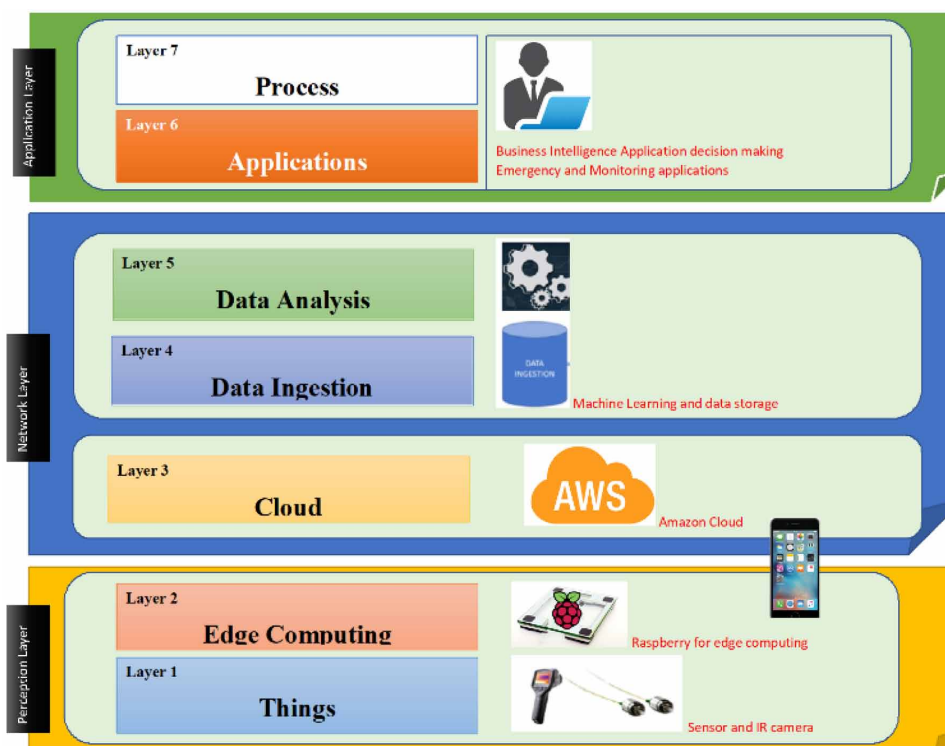 Application Layer
Layer 7
Process
Layer 6
Applications
Business Intelligence Application decision making
Emergency and Monitoring applications
Network Layer
Layer 5
Data Analysis
Layer 4
Data Ingestion
DATA
INGESTION
Machine Learning and data storage
Layer 3
Cloud
AWS
Amazon Cloud
Perception Layer
Layer 2
Edge Computing
Raspberry for edge computing
Layer 1
Things
Sensor and IR camera